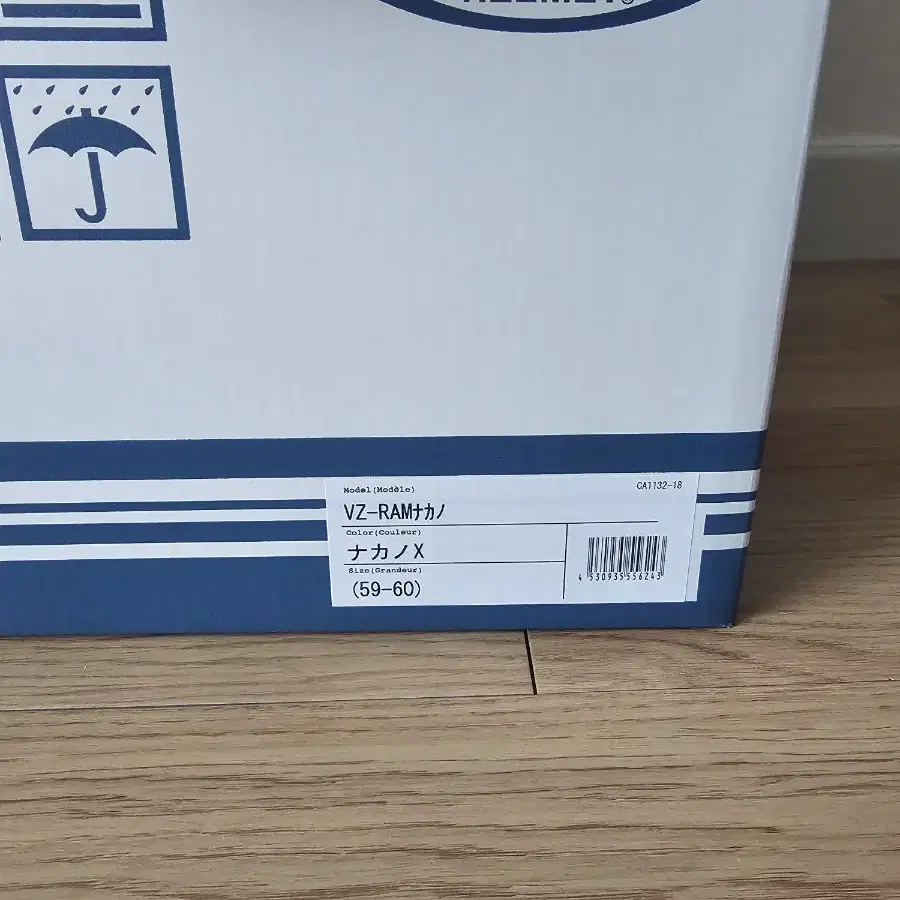 Model(Modèle)
CA1132-18
VZ-RAMナカノ
Color(Couleur)
ナカノX
Size(Grandeur)
(59-60)
4 530935 556243